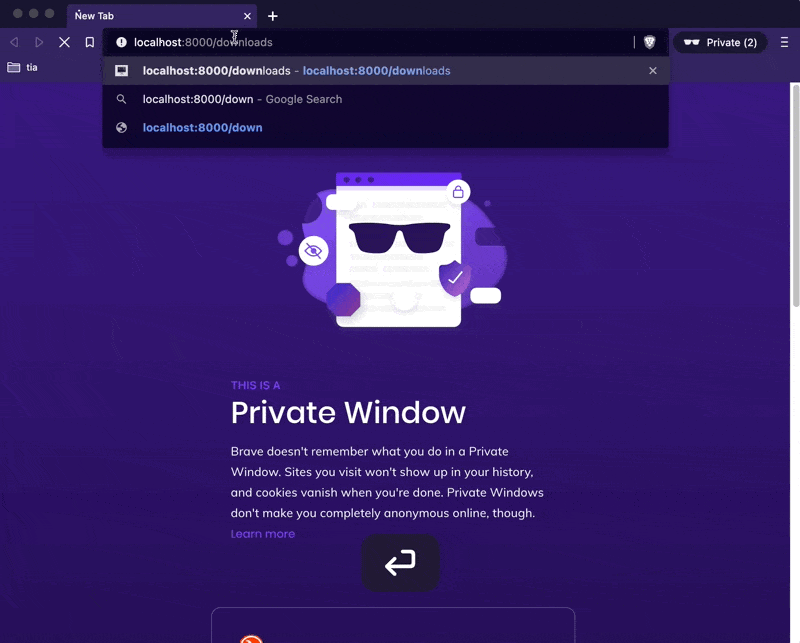 New Tab
localhost:8000/downloads
Private (2)
tia
localhost:8000/downloads - localhost:8000/downloads
localhost:8000/down - Google Search
localhost:8000/down
THIS IS A
Private Window
Brave doesn't remember what you do in a Private
Window. Sites you visit won't show up in your history,
and cookies vanish when you're done. Private Windows
don't make you completely anonymous online, though.
Learn more